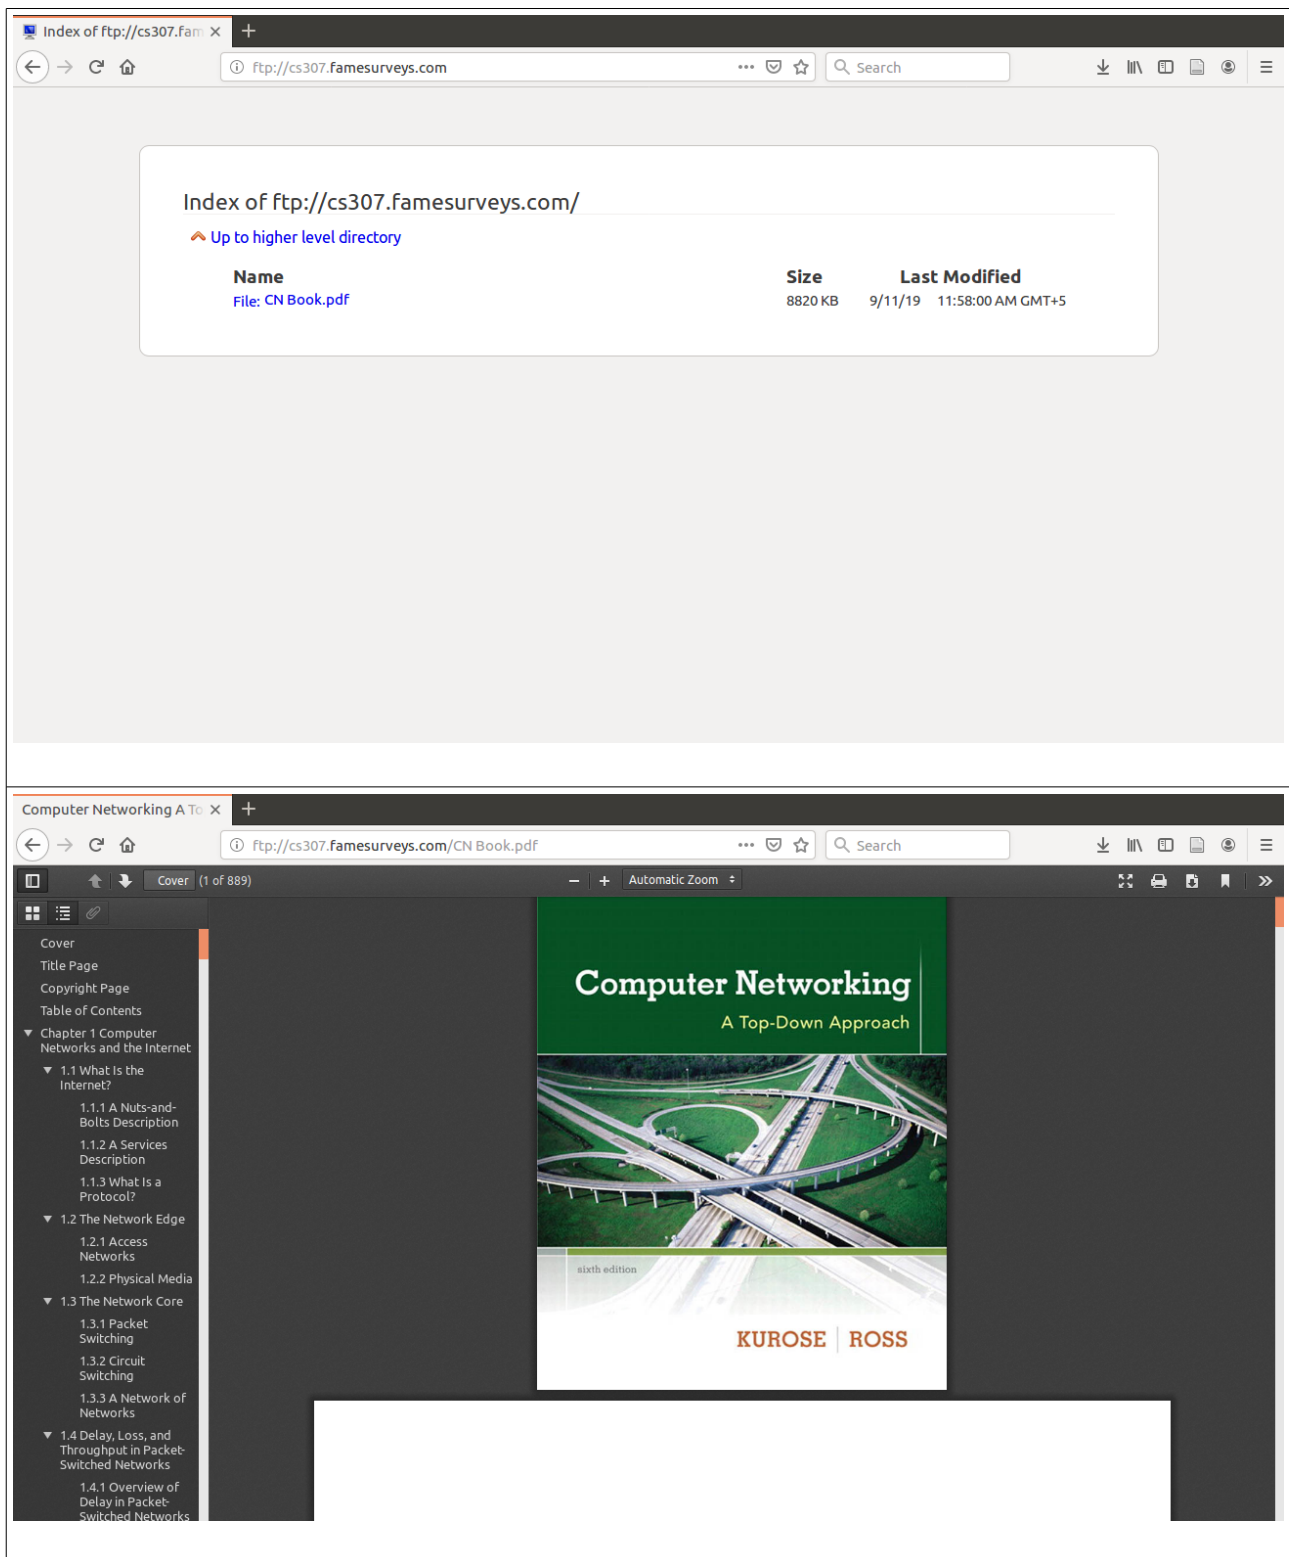 Index of ftp://cs307.fam
ftp://cs307.famesurveys.com
Search
Index of ftp://cs307.famesurveys.com/
Up to higher level directory
Name Size Last Modified
File: CN Book.pdf 8820 KB 9/11/19 11:58:00 AM GMT+5
Computer Networking A To
ftp://cs307.famesurveys.com/CN Book.pdf
Search
Cover (1 of 889)
Automatic Zoom
Cover
Title Page
Copyright Page
Table of Contents
Chapter 1 Computer
Networks and the Internet
1.1 What Is the
Internet?
1.1.1 A Nuts-and-
Bolts Description
1.1.2 A Services
Description
1.1.3 What Is a
Protocol?
1.2 The Network Edge
1.2.1 Access
Networks
1.2.2 Physical Media
1.3 The Network Core
1.3.1 Packet
Switching
1.3.2 Circuit
Switching
1.3.3 A Network of
Networks
1.4 Delay, Loss, and
Throughput in Packet-
Switched Networks
1.4.1 Overview of
Delay in Packet-
Switched Networks
Computer Networking
A Top-Down Approach
sixth edition
KUROSE ROSS